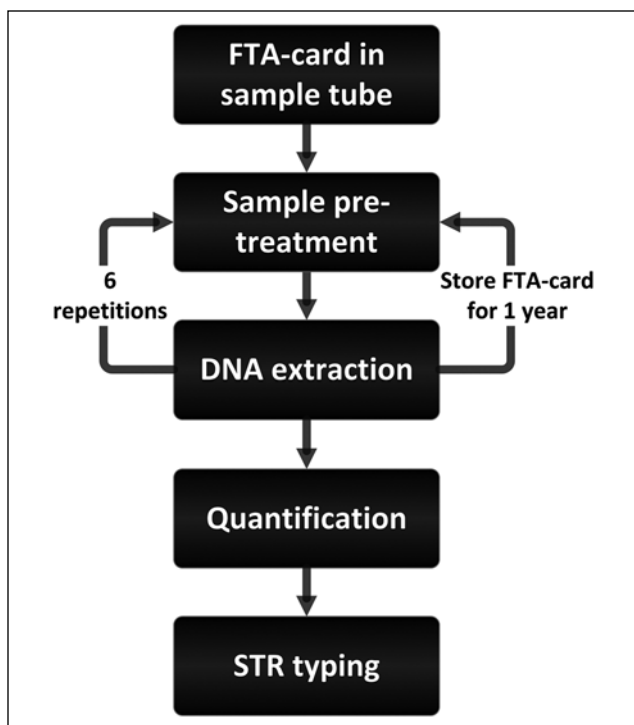 FTA-card in
sample tube
Sample pre-
treatment
6
repetitions
Store FTA-card
for 1 year
DNA extraction
Quantification
STR typing